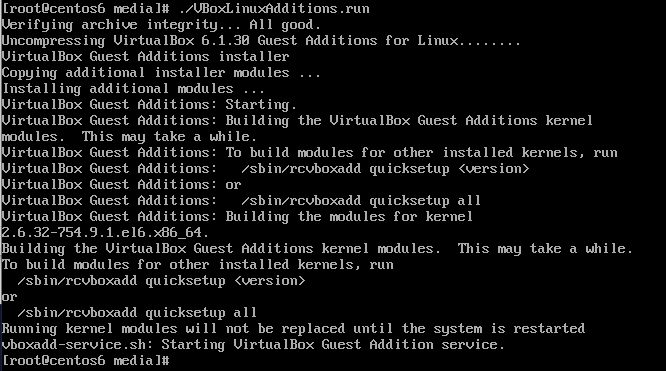 [root@centos6 media]# ./VBoxLinuxAdditions.run
Verifying archive integrity... All good.
Uncompressing VirtualBox 6.1.30 Guest Additions for Linux........
VirtualBox Guest Additions installer
Copying additional installer modules ...
Installing additional modules ...
VirtualBox Guest Additions: Starting.
VirtualBox Guest Additions: Building the VirtualBox Guest Additions kernel
modules.  This may take a while.
VirtualBox Guest Additions: To build modules for other installed kernels, run
VirtualBox Guest Additions:   /sbin/rcvboxadd quicksetup <version>
VirtualBox Guest Additions: or
VirtualBox Guest Additions:   /sbin/rcvboxadd quicksetup all
VirtualBox Guest Additions: Building the modules for kernel
2.6.32-754.9.1.el6.x86_64.
Building the VirtualBox Guest Additions kernel modules.  This may take a while.
To build modules for other installed kernels, run
  /sbin/rcvboxadd quicksetup <version>
or
  /sbin/rcvboxadd quicksetup all
Running kernel modules will not be replaced until the system is restarted
vboxadd-service.sh: Starting VirtualBox Guest Addition service.
[root@centos6 media]#